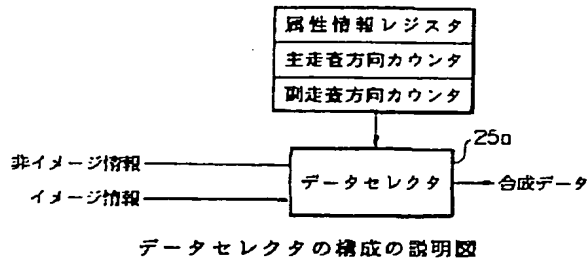 属性情報レジスタ
主走査方向カウンタ
副走査方向カウンタ
25a
非イメージ情報
データセレクタ
合成データ
イメージ情報
データセレクタの構成の説明図